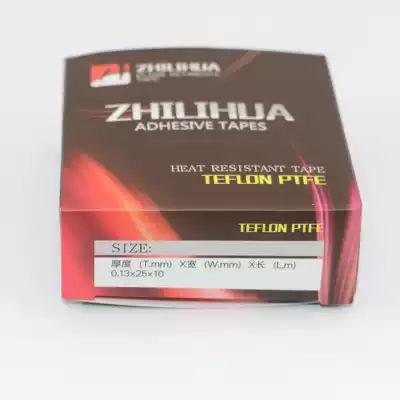 ZHILIHUA
TAPE
ZHILIHUA
ADHESIVE TAPES
HEAT RESISTANT TAPE
TEFLON PTFE
TEFLON PTFE
SIZE:
厚度 (T.mm) X宽 (W.mm) X长 (L,m)
0.13x25x10